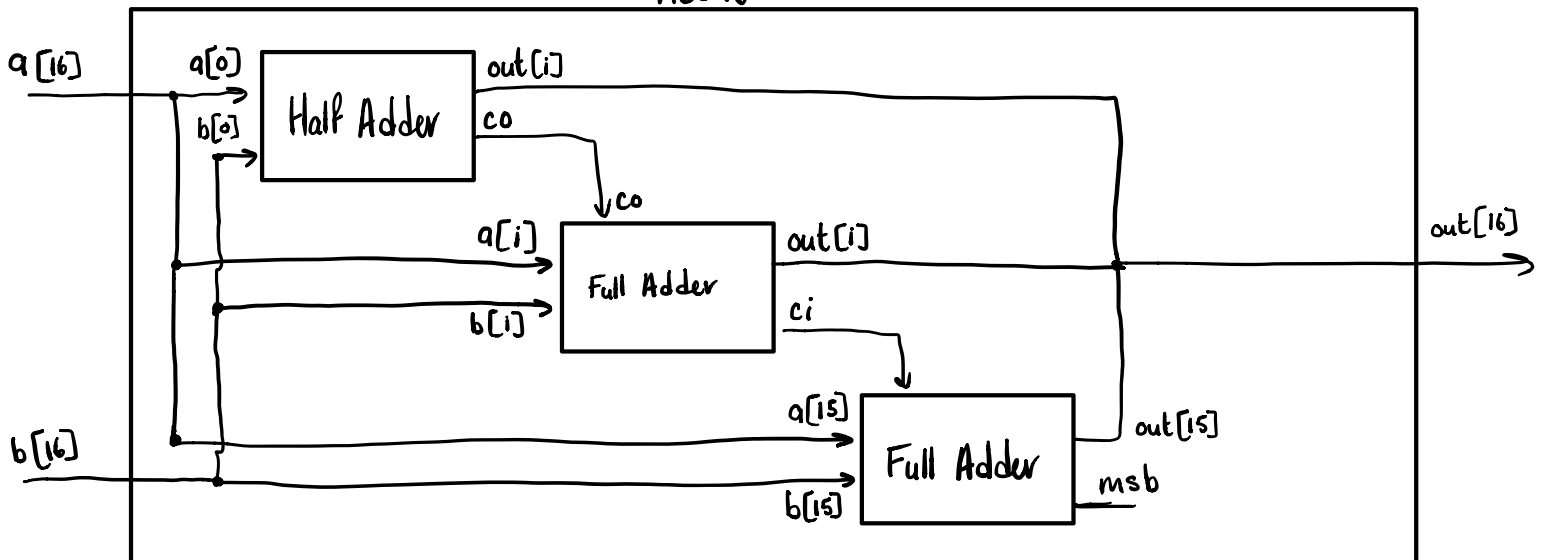 a[16]
a[0]
out[i]
Half Adder
b[0]
co
co
a[i]
out[i]
out[16]
Full Adder
b[i]
ci
a[15]
b[16]
Full Adder
out[15]
b[15]
msb